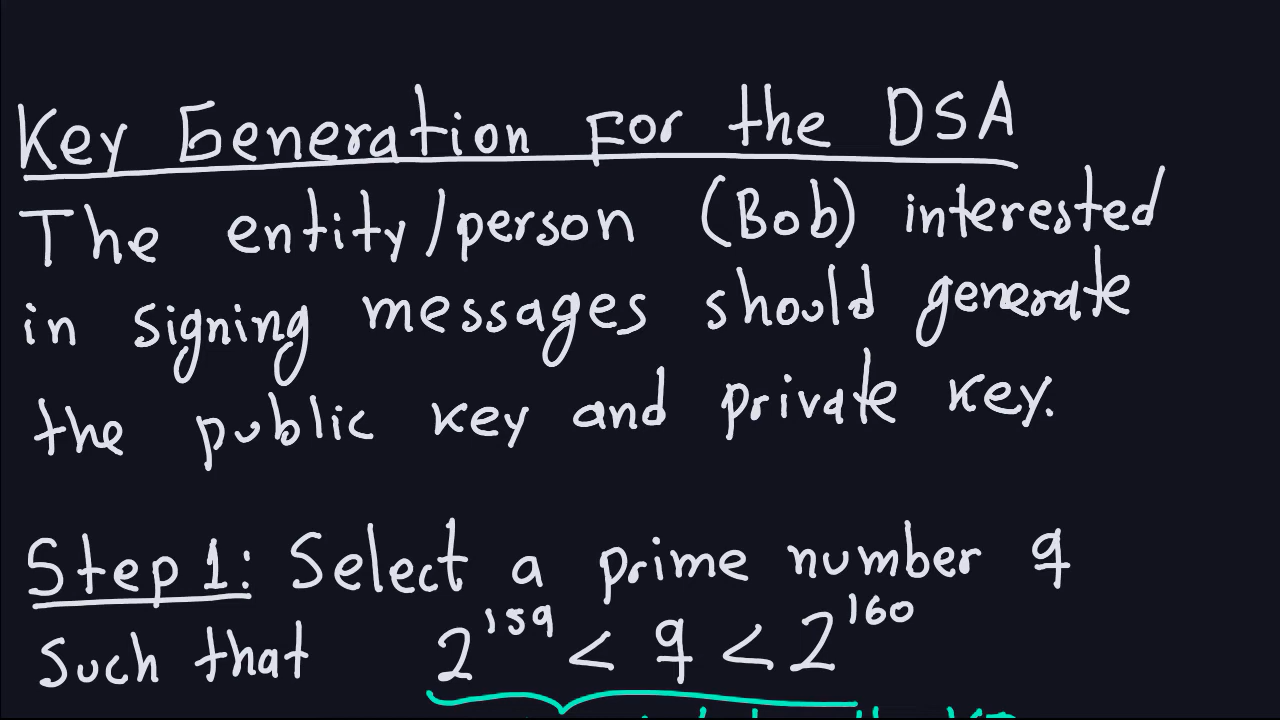 Key Generation For the DSA
The entity/person (Bob) interested
in signing messages should generate
the public key and private key.
Step 1: Select a prime number q
Such that 2^159 < q < 2^160